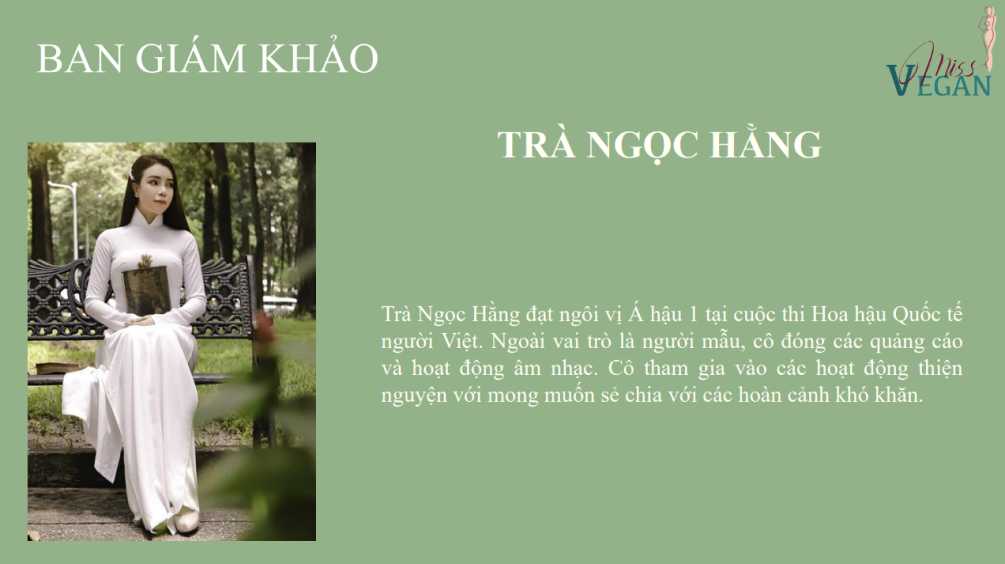 BAN GIÁM KHẢO
Miss
VEGAN
TRÀ NGỌC HẰNG
Trà Ngọc Hằng đạt ngôi vị Á hậu 1 tại cuộc thi Hoa hậu Quốc tế
người Việt. Ngoài vai trò là người mẫu, cô đóng các quảng cáo
và hoạt động âm nhạc. Cô tham gia vào các hoạt động thiện
nguyện với mong muốn sẻ chia với các hoàn cảnh khó khăn.